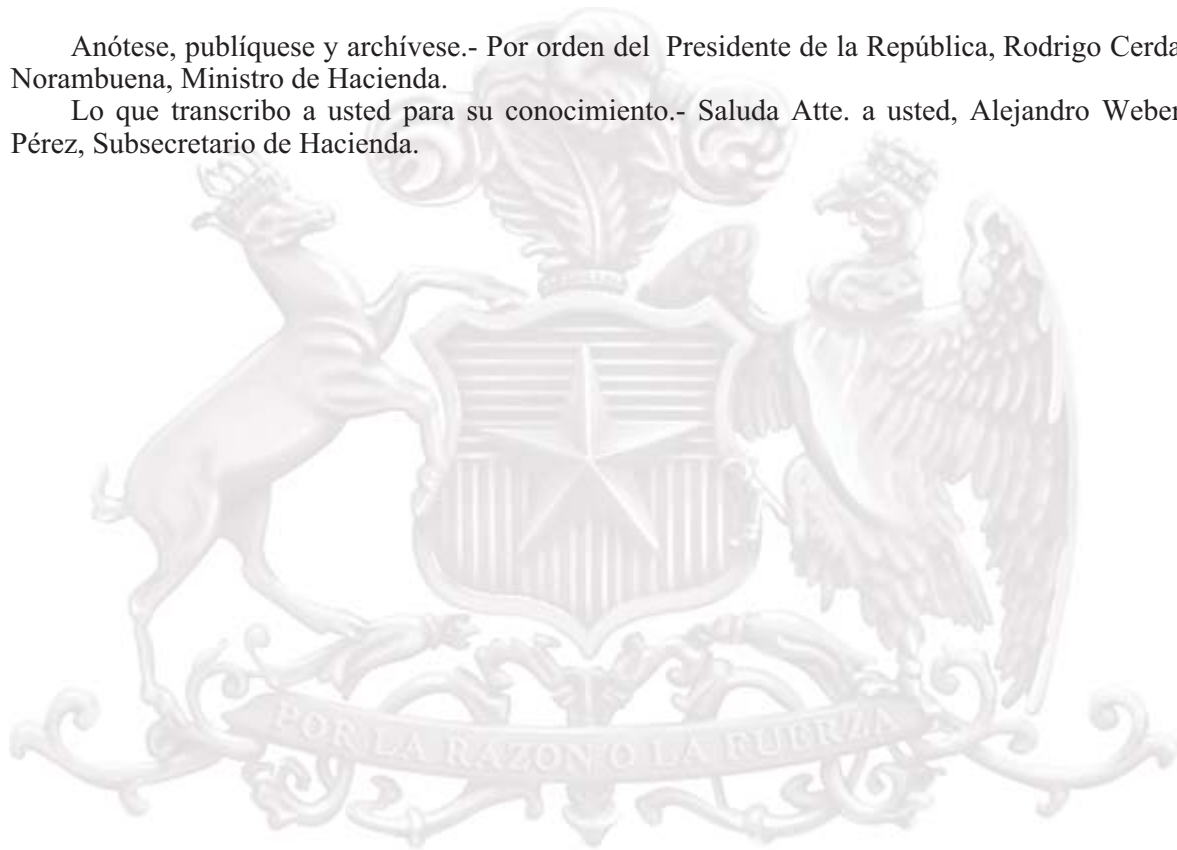 Anótese, publíquese y archívese.- Por orden del Presidente de la República, Rodrigo Cerda
Norambuena, Ministro de Hacienda.
Lo que transcribo a usted para su conocimiento.- Saluda Atte. a usted, Alejandro Weber
Pérez, Subsecretario de Hacienda.
POR LA RAZON O LA FUERZA